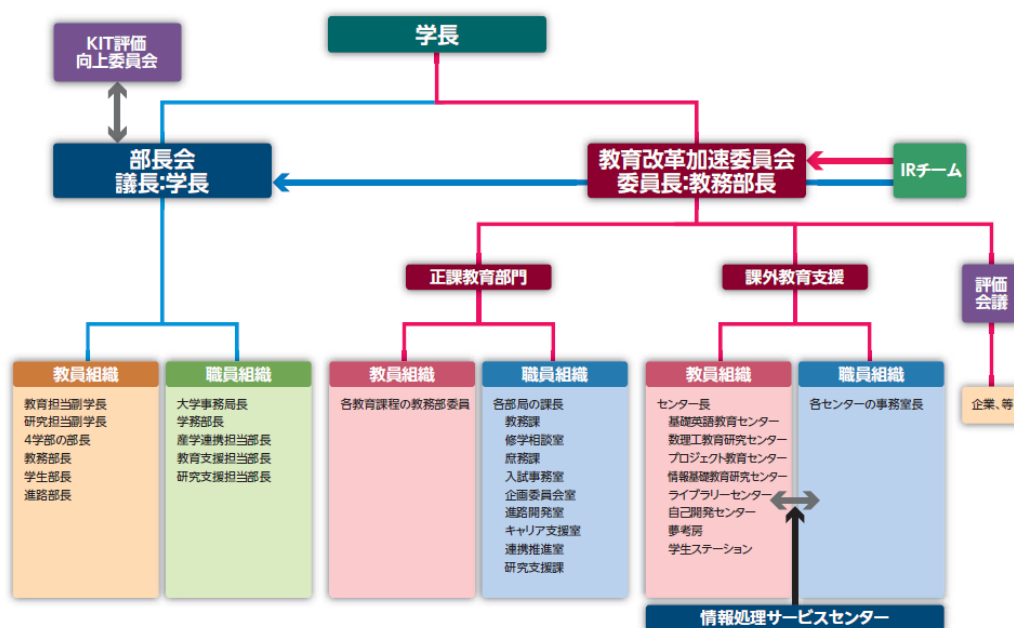 学長
KIT評価
向上委員会
部長会
議長:学長
教育改革加速委員会
委員長:教務部長
IRチーム
正課教育部門
課外教育支援
評価
会議
教員組織
教育担当副学長
研究担当副学長
4学部の部長
教務部長
学生部長
進路部長
職員組織
大学事務局長
学務部長
産学連携担当部長
教育支援担当部長
研究支援担当部長
教員組織
各教育課程の教務部委員
職員組織
各部局の課長
教務課
修学相談室
庶務課
入試事務室
企画委員会室
進路開発室
キャリア支援室
連携推進室
研究支援課
教員組織
センター長
基礎英語教育センター
数理工教育研究センター
プロジェクト教育センター
情報基礎教育研究センター
ライブラリーセンター
自己開発センター
夢考房
学生ステーション
職員組織
各センターの事務室長
企業、等
情報処理サービスセンター